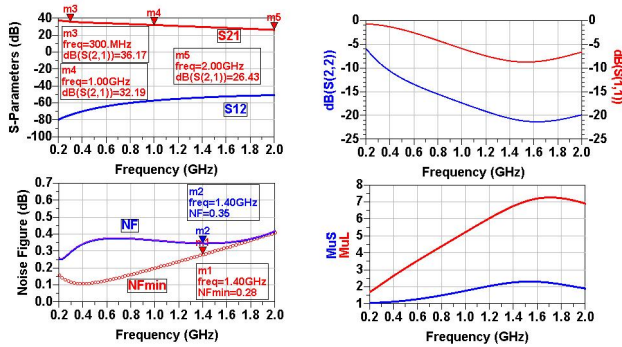 m3
m4
m5
S-Parameters (dB)
100
80
60
40
20
0
-20
-40
-60
-80
-100
S21
m3
freq=300.MHz
dB(S(2,1))=36.17
m4
freq=1.00GHz
dB(S(2,1))=32.19
m5
freq=2.00GHz
dB(S(2,1))=26.43
S12
0.2 0.4 0.6 0.8 1.0 1.2 1.4 1.6 1.8 2.0
Frequency (GHz)
dB(S(2,2))
0
-5
-10
-15
-20
-25
0
-5
-10
-15
-20
-25
dB(S(1,1))
0.2 0.4 0.6 0.8 1.0 1.2 1.4 1.6 1.8 2.0
Frequency (GHz)
Noise Figure (dB)
0.7
0.6
0.5
0.4
0.3
0.2
0.1
0.0
NF
m2
freq=1.40GHz
NF=0.35
NFmin
m1
freq=1.40GHz
NFmin=0.28
0.2 0.4 0.6 0.8 1.0 1.2 1.4 1.6 1.8 2.0
Frequency (GHz)
MuS
MuL
8
7
6
5
4
3
2
1
0.2 0.4 0.6 0.8 1.0 1.2 1.4 1.6 1.8 2.0
Frequency (GHz)